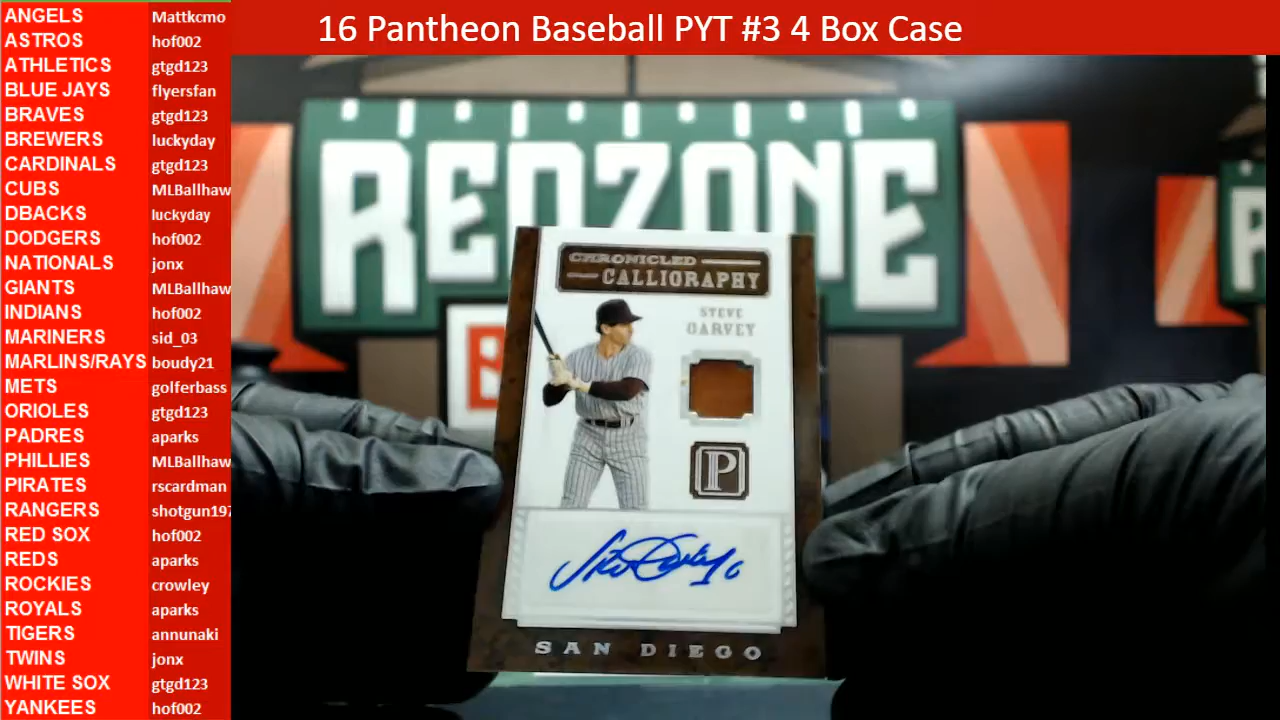 16 Pantheon Baseball PYT #3 4 Box Case
ANGELS Mattkcmo
ASTROS hof002
ATHLETICS gtgd123
BLUE JAYS flyersfan
BRAVES gtgd123
BREWERS luckyday
CARDINALS gtgd123
CUBS MLBallhaw
DBACKS luckyday
DODGERS hof002
NATIONALS jonx
GIANTS MLBallhaw
INDIANS hof002
MARINERS sid_03
MARLINS/RAYS boudy21
METS golferbass
ORIOLES gtgd123
PADRES aparks
PHILLIES MLBallhaw
PIRATES rscardman
RANGERS shotgun197
RED SOX hof002
REDS aparks
ROCKIES crowley
ROYALS aparks
TIGERS annunaki
TWINS jonx
WHITE SOX gtgd123
YANKEES hof002
REDZONE
CHRONICLED
CALLIGRAPHY
STEVE
GARVEY
P
SAN DIEGO